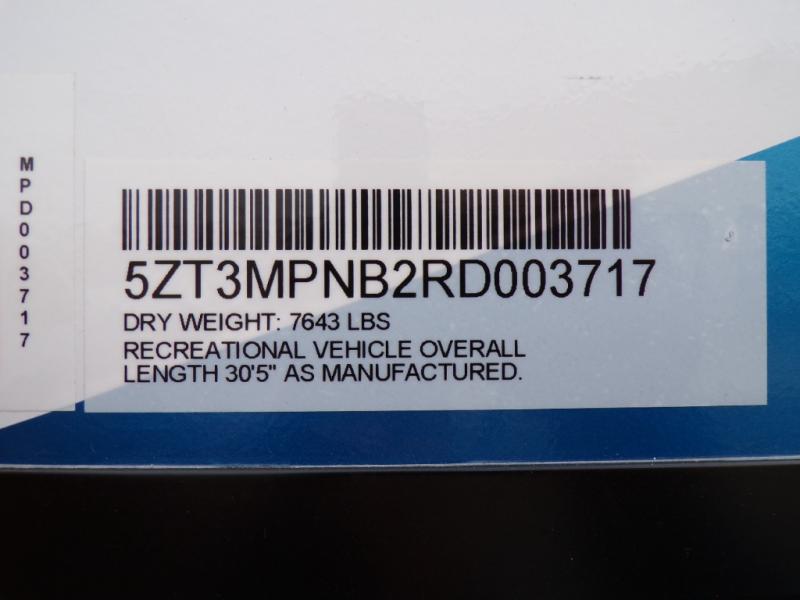 MPD003717
5ZT3MPNB2RD003717
DRY WEIGHT: 7643 LBS
RECREATIONAL VEHICLE OVERALL
LENGTH 30'5" AS MANUFACTURED.